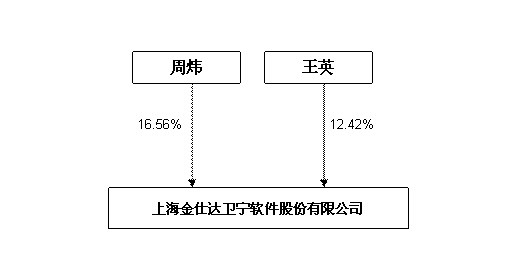 周炜
王英
16.56%
12.42%
上海金仕达卫宁软件股份有限公司